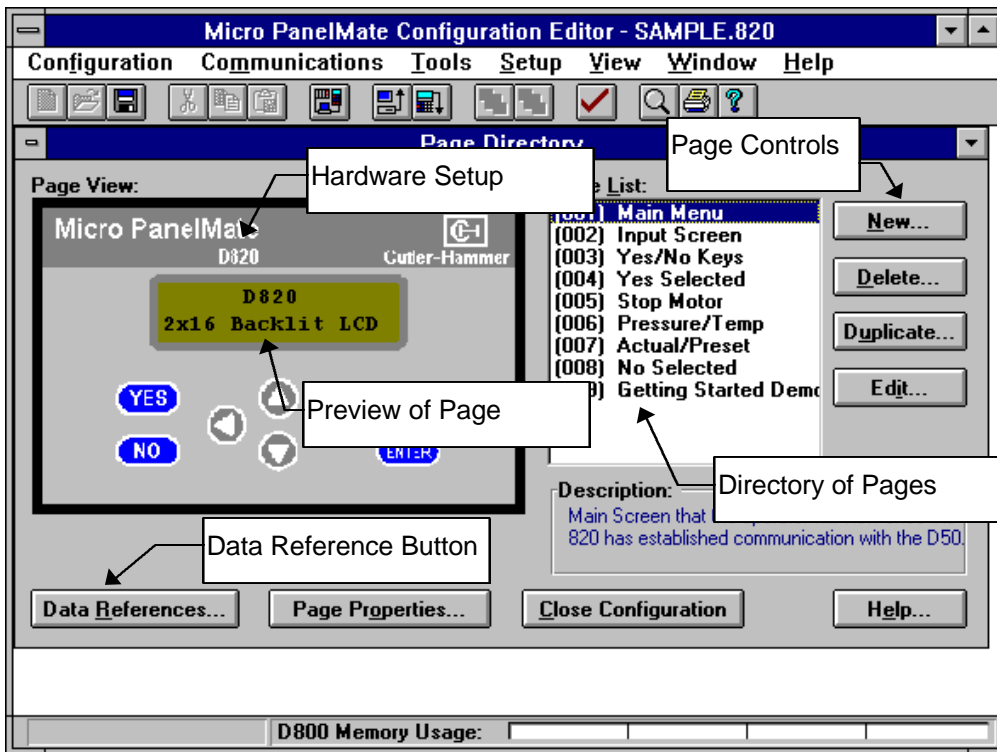 Micro PanelMate Configuration Editor - SAMPLE.820
Configuration Communications Tools Setup View Window Help
Page Directory
Page Controls
Hardware Setup
Page View:
List:
Micro PanelMate
D820
Cutler-Hammer
D820
2x16 Backlit LCD
YES
NO
ENTER
Preview of Page
(001) Main Menu
(002) Input Screen
(003) Yes/No Keys
(004) Yes Selected
(005) Stop Motor
(006) Pressure/Temp
(007) Actual/Preset
(008) No Selected
Getting Started Demo
New...
Delete...
Duplicate...
Edit...
Directory of Pages
Description:
Main Screen that
820 has established communication with the D50.
Data Reference Button
Data References...
Page Properties...
Close Configuration
Help...
D800 Memory Usage: